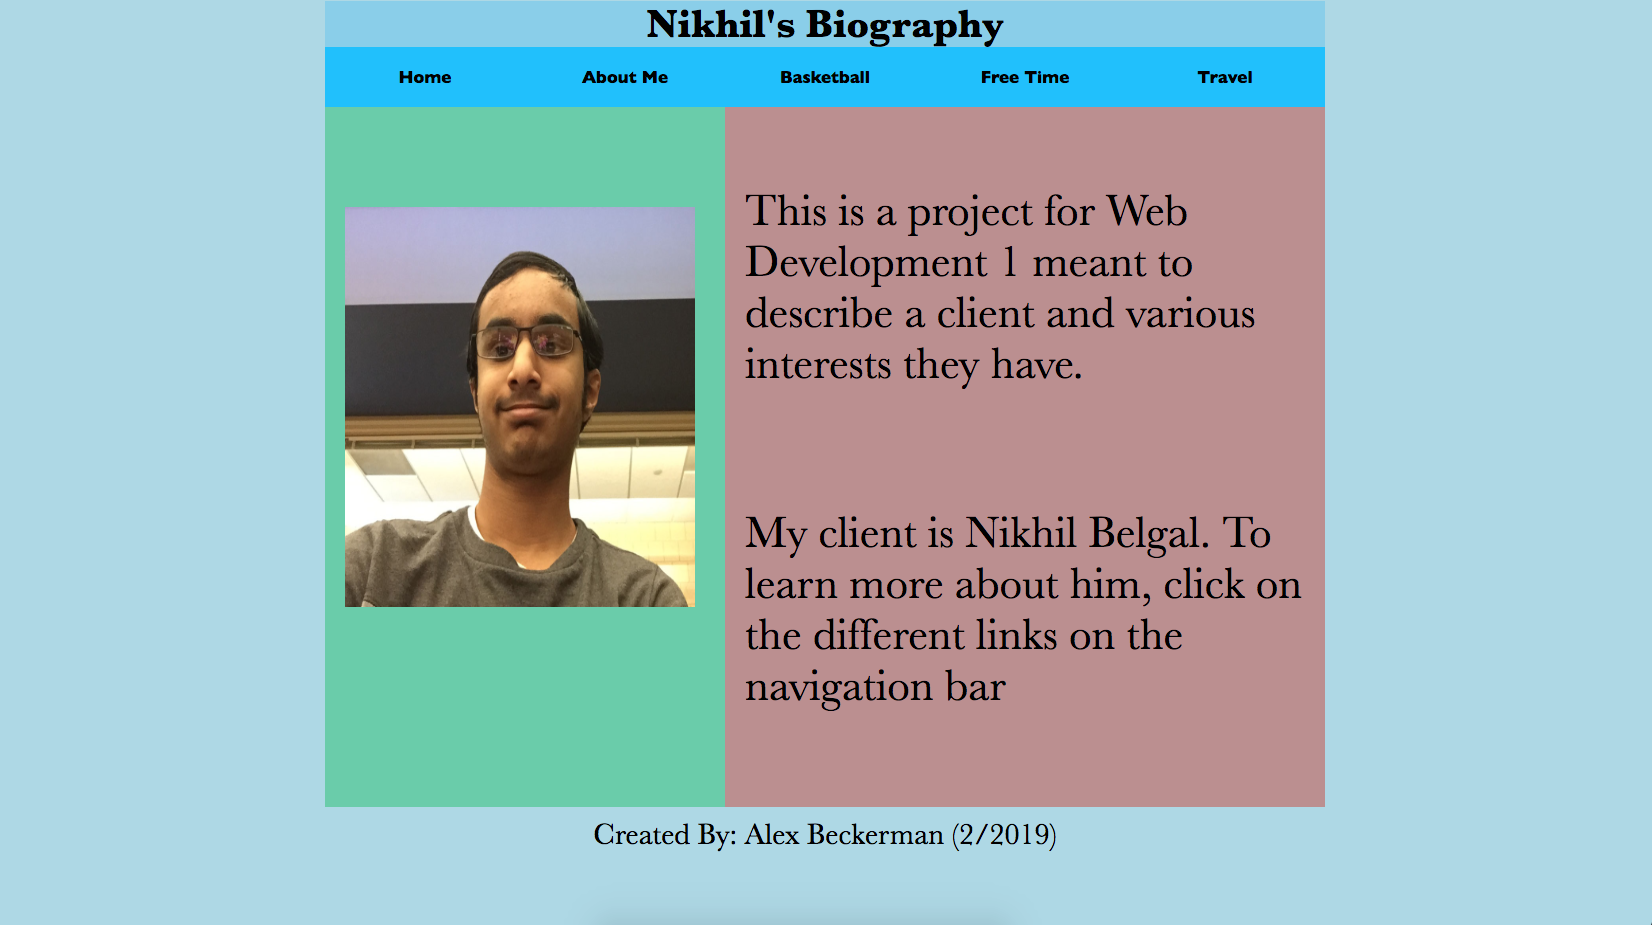 Nikhil's Biography
Home About Me Basketball Free Time Travel
This is a project for Web
Development 1 meant to
describe a client and various
interests they have.
My client is Nikhil Belgal. To
learn more about him, click on
the different links on the
navigation bar
Created By: Alex Beckerman (2/2019)